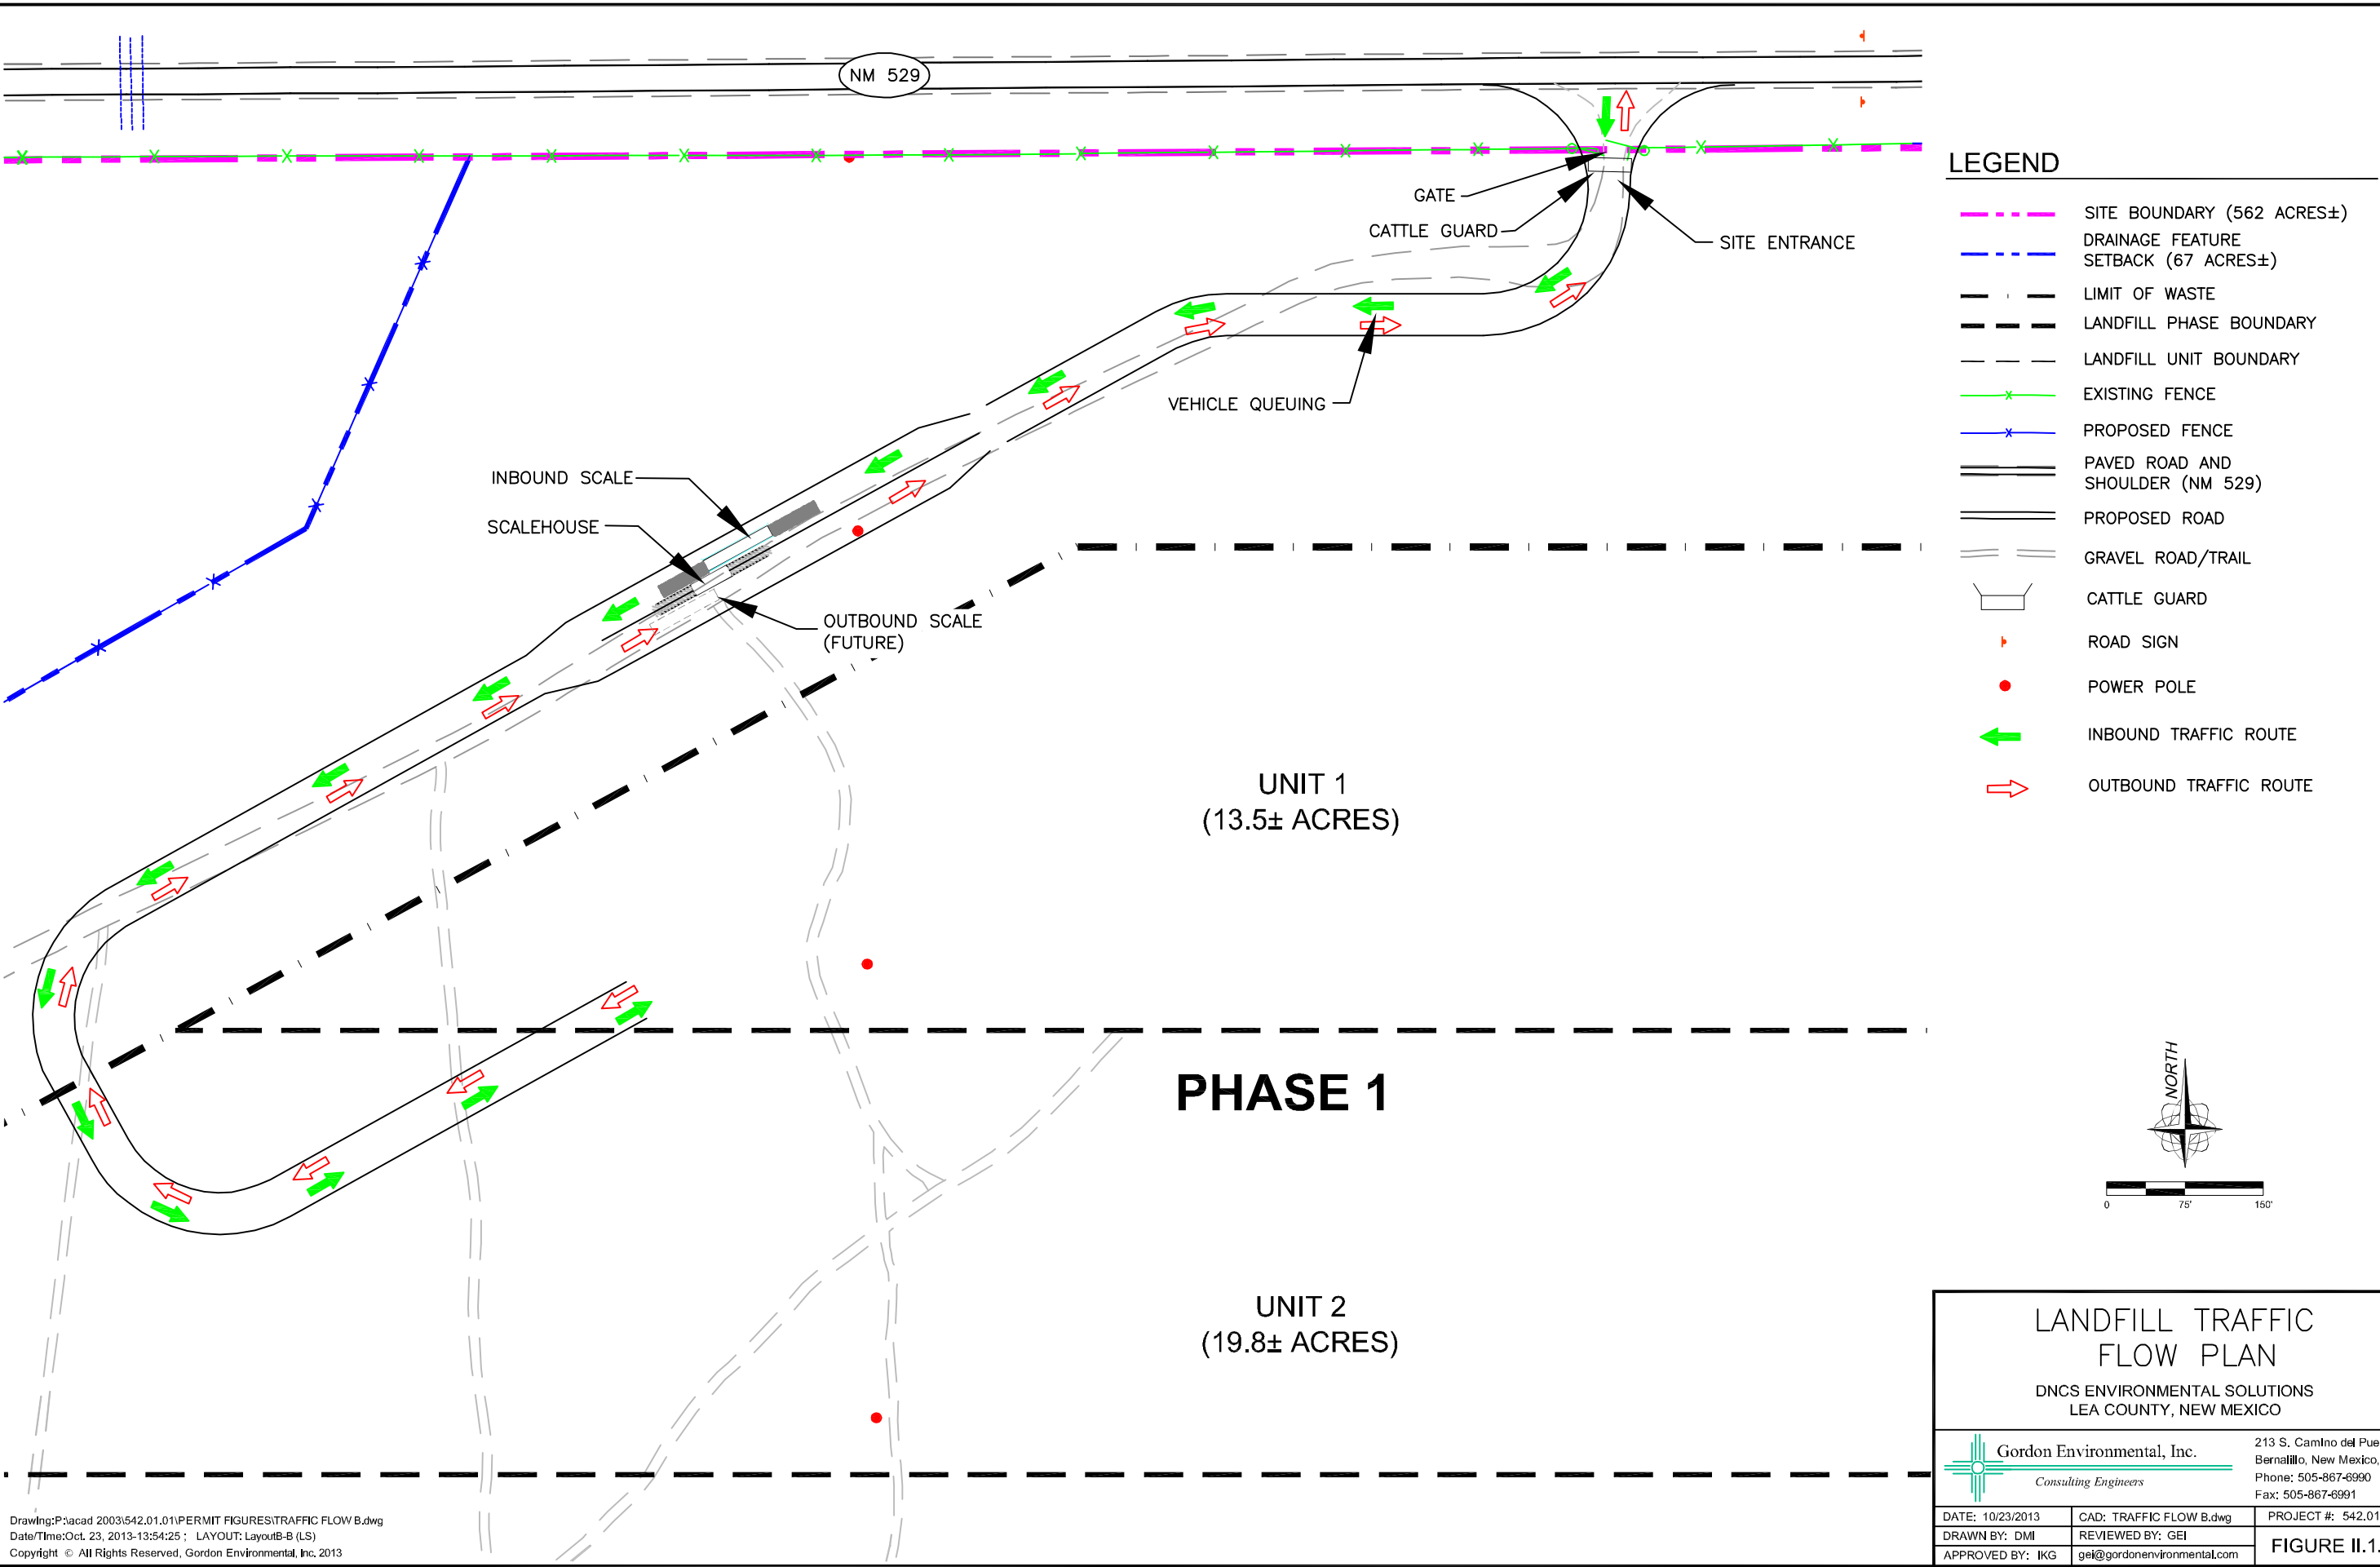 NM 529
GATE
CATTLE GUARD
SITE ENTRANCE
VEHICLE QUEUING
INBOUND SCALE
SCALEHOUSE
OUTBOUND SCALE
(FUTURE)
UNIT 1
(13.5± ACRES)
PHASE 1
UNIT 2
(19.8± ACRES)
LEGEND
SITE BOUNDARY (562 ACRES±)
DRAINAGE FEATURE
SETBACK (67 ACRES±)
LIMIT OF WASTE
LANDFILL PHASE BOUNDARY
LANDFILL UNIT BOUNDARY
EXISTING FENCE
PROPOSED FENCE
PAVED ROAD AND
SHOULDER (NM 529)
PROPOSED ROAD
GRAVEL ROAD/TRAIL
CATTLE GUARD
ROAD SIGN
POWER POLE
INBOUND TRAFFIC ROUTE
OUTBOUND TRAFFIC ROUTE
NORTH
0 75' 150'
LANDFILL TRAFFIC
FLOW PLAN
DNCS ENVIRONMENTAL SOLUTIONS
LEA COUNTY, NEW MEXICO
Gordon Environmental, Inc.
Consulting Engineers
213 S. Camino del
Bernalillo, New Mexico,
Phone: 505-867-6990
Fax: 505-867-6991
DATE: 10/23/2013 CAD: TRAFFIC FLOW B.dwg PROJECT #: 542.01
DRAWN BY: DMI REVIEWED BY: GEI
APPROVED BY: IKG gei@gordonenvironmental.com
FIGURE II.1
Drawing:P:\acad 2003\542.01.01\PERMIT FIGURES\TRAFFIC FLOW B.dwg
Date/Time:Oct. 23, 2013-13:54:25 ; LAYOUT: LayoutB-B (LS)
Copyright © All Rights Reserved, Gordon Environmental, Inc. 2013